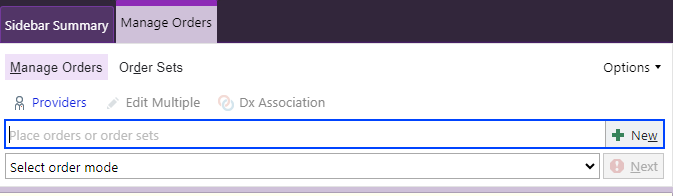 Sidebar Summary Manage Orders
Manage Orders Order Sets Options
Providers Edit Multiple Dx Association
Place orders or order sets New
Select order mode Next